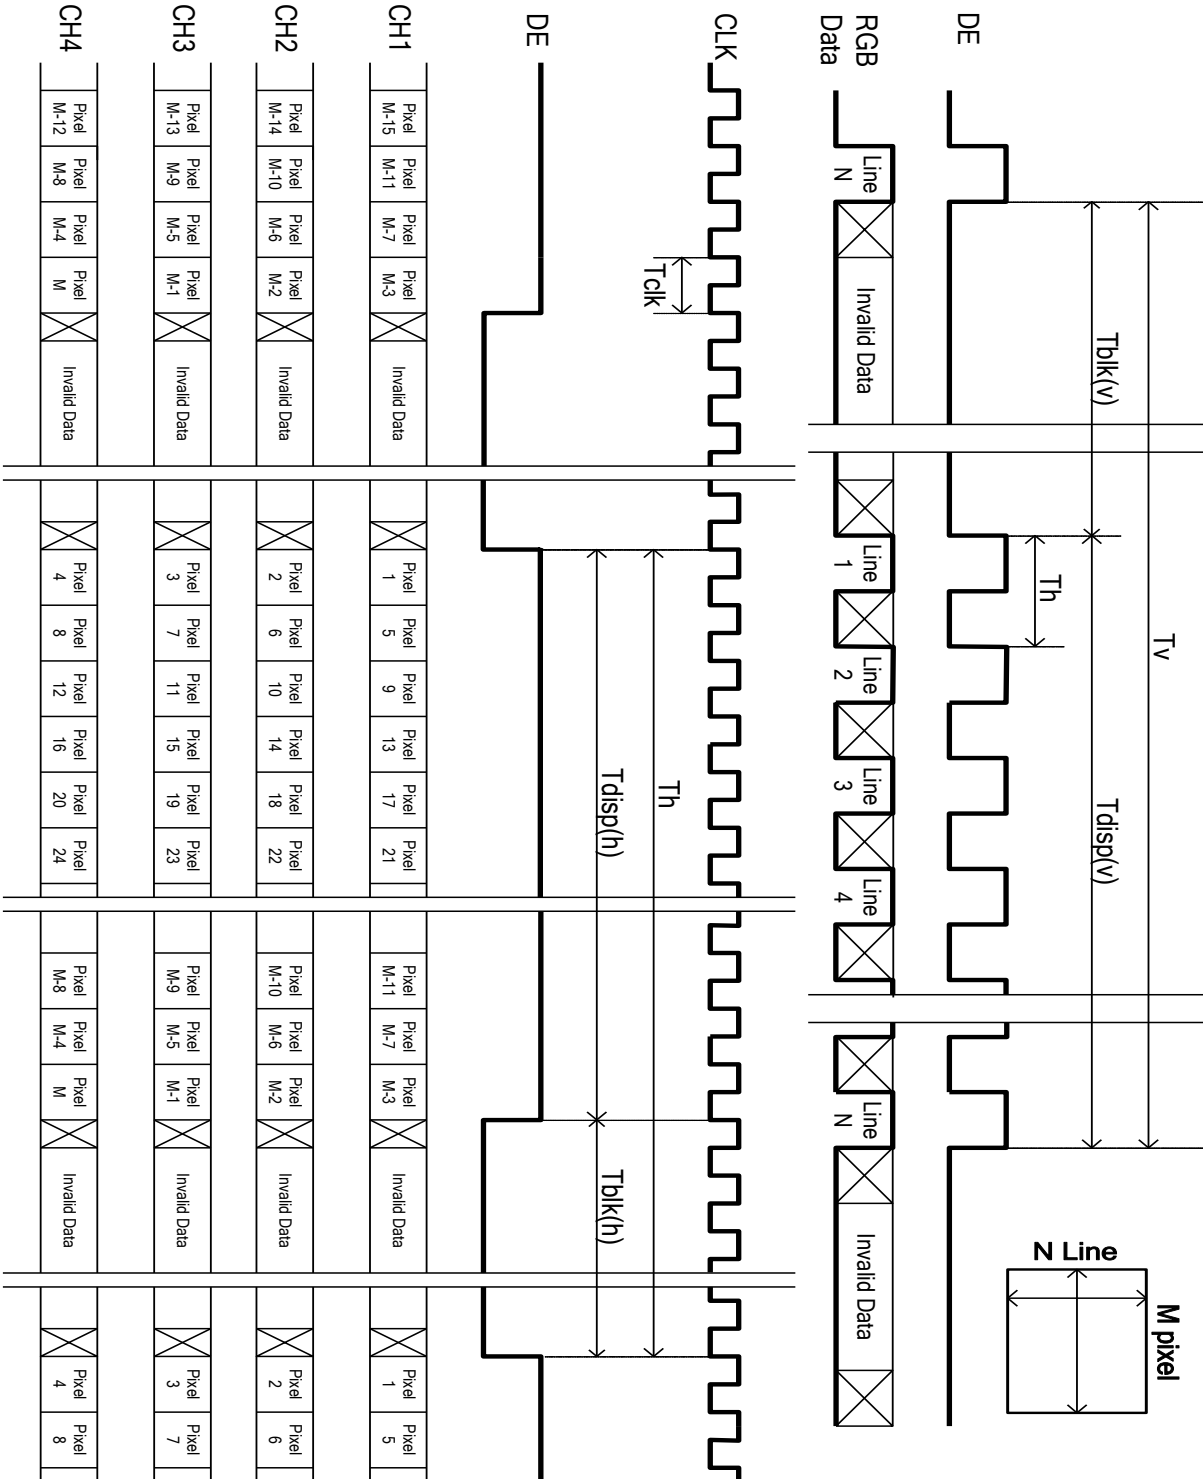 Tv
Tblk(v)
Tdisp(v)
Th
DE
RGB
Data
Line
N
Invalid Data
Line
1
Line
2
Line
3
Line
4
Line
N
Invalid Data
M pixel
N Line
CLK
Tclk
Th
Tdisp(h)
Tblk(h)
DE
CH1
Pixel M-15
Pixel M-11
Pixel M-7
Pixel M-3
Invalid Data
Pixel 1
Pixel 5
Pixel 9
Pixel 13
Pixel 17
Pixel 21
Pixel M-11
Pixel M-7
Pixel M-3
Invalid Data
Pixel 1
Pixel 5
CH2
Pixel M-14
Pixel M-10
Pixel M-6
Pixel M-2
Invalid Data
Pixel 2
Pixel 6
Pixel 10
Pixel 14
Pixel 18
Pixel 22
Pixel M-10
Pixel M-6
Pixel M-2
Invalid Data
Pixel 2
Pixel 6
CH3
Pixel M-13
Pixel M-9
Pixel M-5
Pixel M-1
Invalid Data
Pixel 3
Pixel 7
Pixel 11
Pixel 15
Pixel 19
Pixel 23
Pixel M-9
Pixel M-5
Pixel M-1
Invalid Data
Pixel 3
Pixel 7
CH4
Pixel M-12
Pixel M-8
Pixel M-4
Pixel M
Invalid Data
Pixel 4
Pixel 8
Pixel 12
Pixel 16
Pixel 20
Pixel 24
Pixel M-8
Pixel M-4
Pixel M
Invalid Data
Pixel 4
Pixel 8